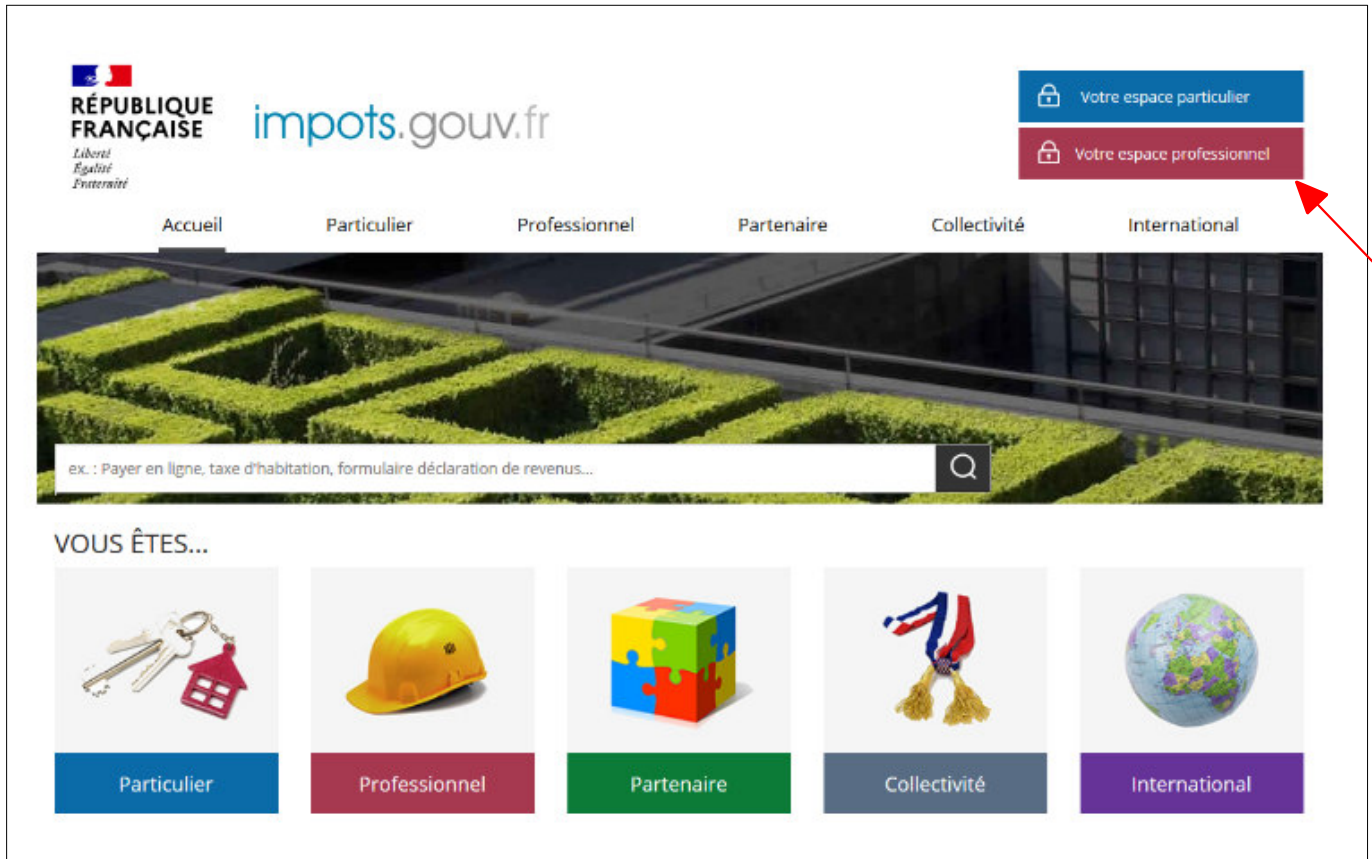 RÉPUBLIQUE
FRANÇAISE
Liberté
Égalité
Fraternité
impots.gouv.fr
Votre espace particulier
Votre espace professionnel
Accueil Particulier Professionnel Partenaire Collectivité International
ex. : Payer en ligne, taxe d'habitation, formulaire déclaration de revenus...
VOUS ÊTES...
Particulier Professionnel Partenaire Collectivité International